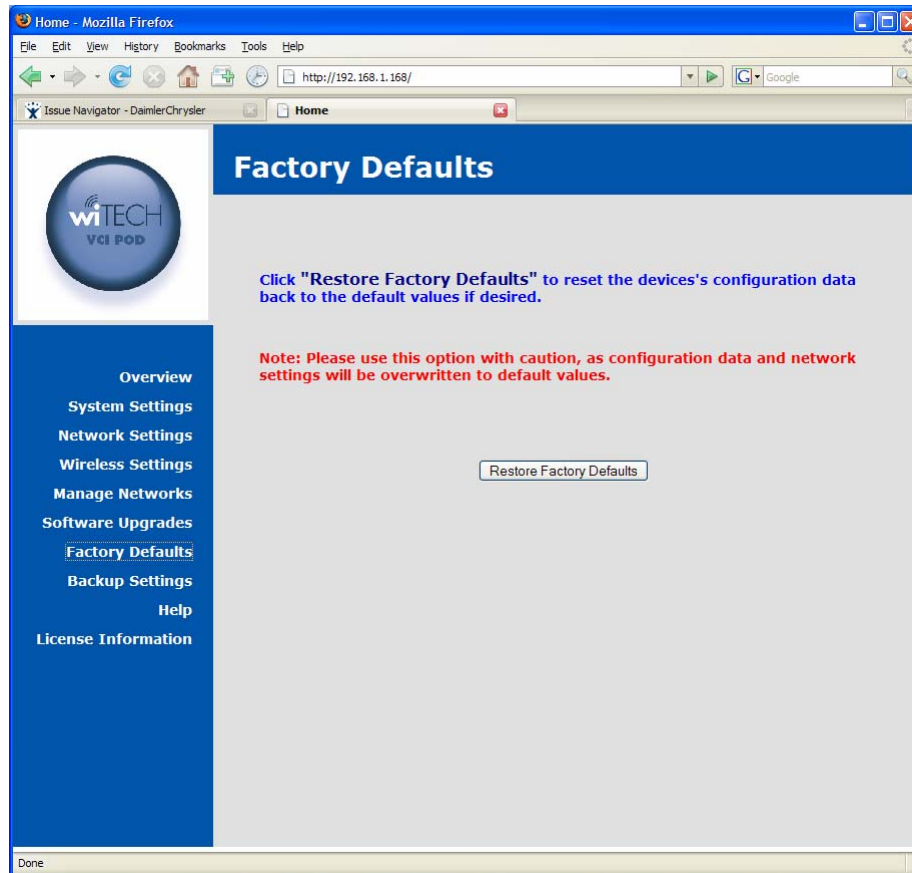 Home - Mozilla Firefox
File Edit View History Bookmarks Tools Help
http://192.168.1.168/
G Google
Issue Navigator - DaimlerChrysler
Home
wiTECH
VCI POD
Factory Defaults
Click "Restore Factory Defaults" to reset the devices's configuration data
back to the default values if desired.
Note: Please use this option with caution, as configuration data and network
settings will be overwritten to default values.
Restore Factory Defaults
Overview
System Settings
Network Settings
Wireless Settings
Manage Networks
Software Upgrades
Factory Defaults
Backup Settings
Help
License Information
Done